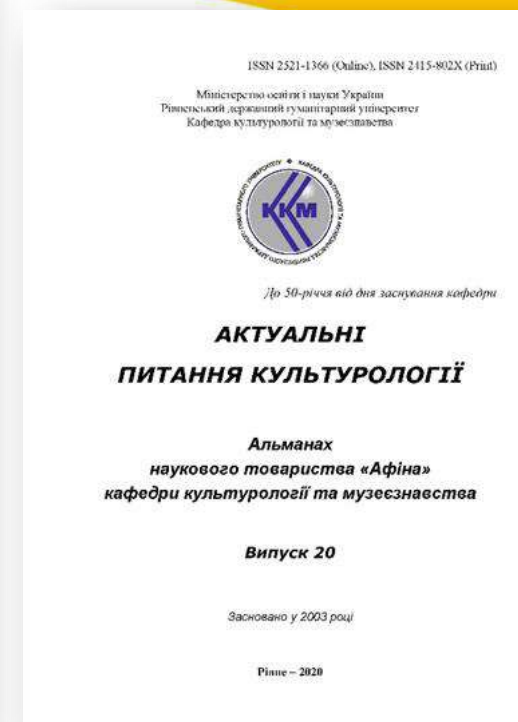 ISSN 2521-1366 (Online), ISSN 2415-802X (Print)
Міністерство освіти і науки України
Рівненський державний гуманітарний університет
Кафедра культурології та музеєзнавства
ККМ
До 50-річчя від дня заснування кафедри
АКТУАЛЬНІ
ПИТАННЯ КУЛЬТУРОЛОГІЇ
Альманах
наукового товариства «Афіна»
кафедри культурології та музеєзнавства
Випуск 20
Засновано у 2003 році
Рівне – 2020